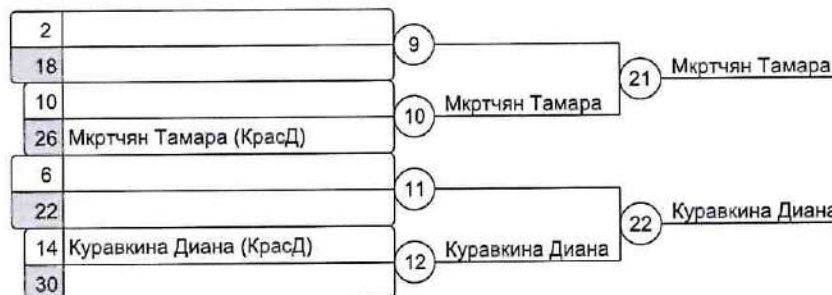 2
9
18
21 Мкртчян Тамара
10
10 Мкртчян Тамара
26 Мкртчян Тамара (КрасД)
6
11
22
22 Куравкина Диана
14 Куравкина Диана (КрасД)
12 Куравкина Диана
30